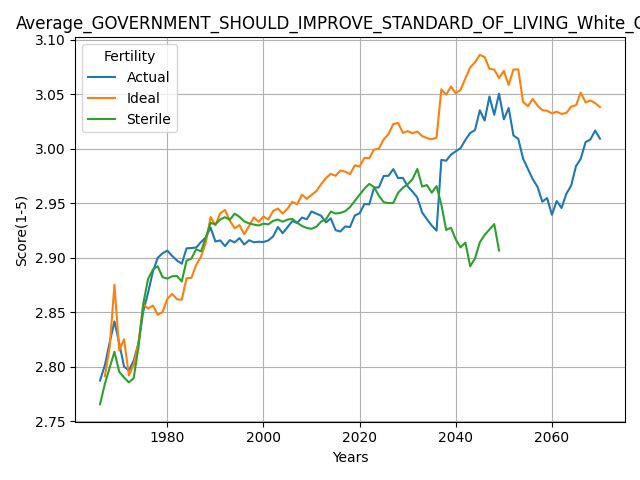 Average_GOVERNMENT_SHOULD_IMPROVE_STANDARD_OF_LIVING_White_
Fertility
Actual
Ideal
Sterile
3.10
3.05
3.00
2.95
2.90
2.85
2.80
2.75
Score(1-5)
1980
2000
2020
2040
2060
Years